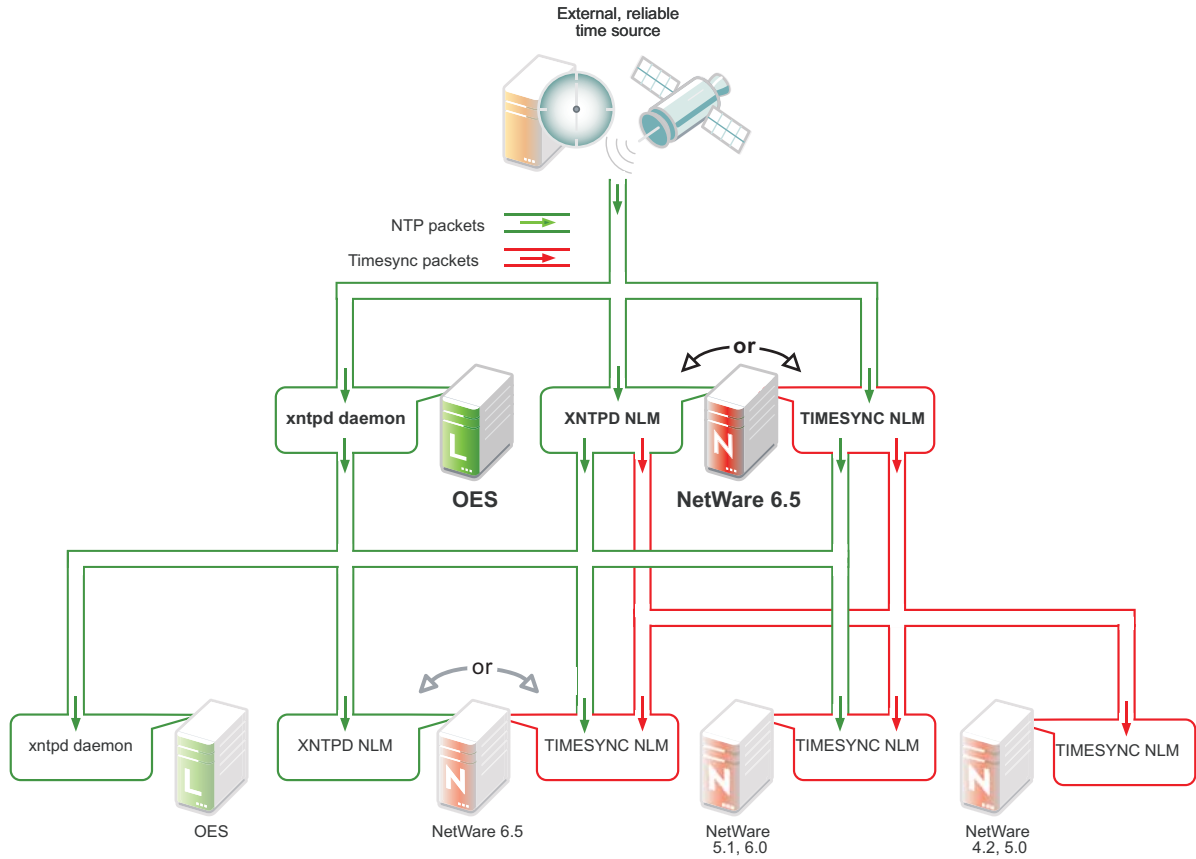 External, reliable
time source
NTP packets
Timesync packets
or
xntpd daemon
XNTPD NLM
TIMESYNC NLM
L
N
OES
NetWare 6.5
or
xntpd daemon
XNTPD NLM
TIMESYNC NLM
TIMESYNC NLM
TIMESYNC NLM
L
N
N
N
OES
NetWare 6.5
NetWare
5.1, 6.0
NetWare
4.2, 5.0